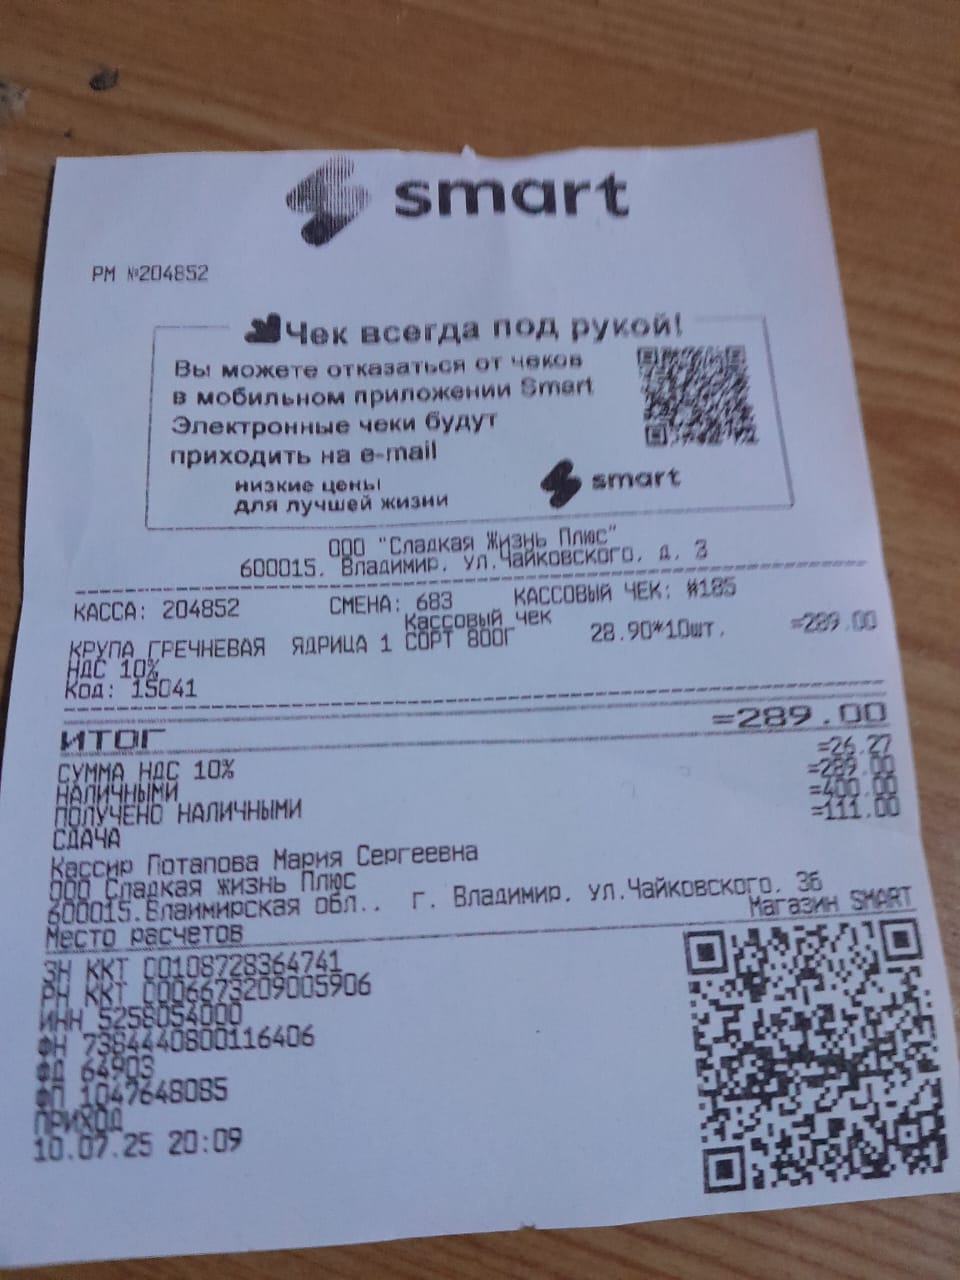 smart
РМ №204852
Чек всегда под рукой!
Вы можете отказаться от чеков
в мобильном приложении Smart
Электронные чеки будут
приходить на e-mail
низкие цены
для лучшей жизни
smart
ООО "Сладкая Жизнь Плюс"
600015, Владимир, ул.Чайковского, д. 3
КАССА: 204852 СМЕНА: 683 КАССОВЫЙ ЧЕК: #185
Кассовый чек
КРУПА ГРЕЧНЕВАЯ ЯДРИЦА 1 СОРТ 800Г 28.90*10шт. =289.00
НДС 10%
Код: 15041
ИТОГ =289.00
СУММА НДС 10% =26.27
НАЛИЧНЫМИ =289.00
ПОЛУЧЕНО НАЛИЧНЫМИ =400.00
СДАЧА =111.00
Кассир Потапова Мария Сергеевна
ООО Сладкая жизнь Плюс
600015,Влаимирская обл., г. Владимир, ул.Чайковского, 36
Место расчетов Магазин SMART
ЗН ККТ 00108728364741
РН ККТ 0006673209005906
ИНН 5258054000
ФН 7384440800116406
ФД 64903
ФП 1047648085
ПРИХОД
10.07.25 20:09